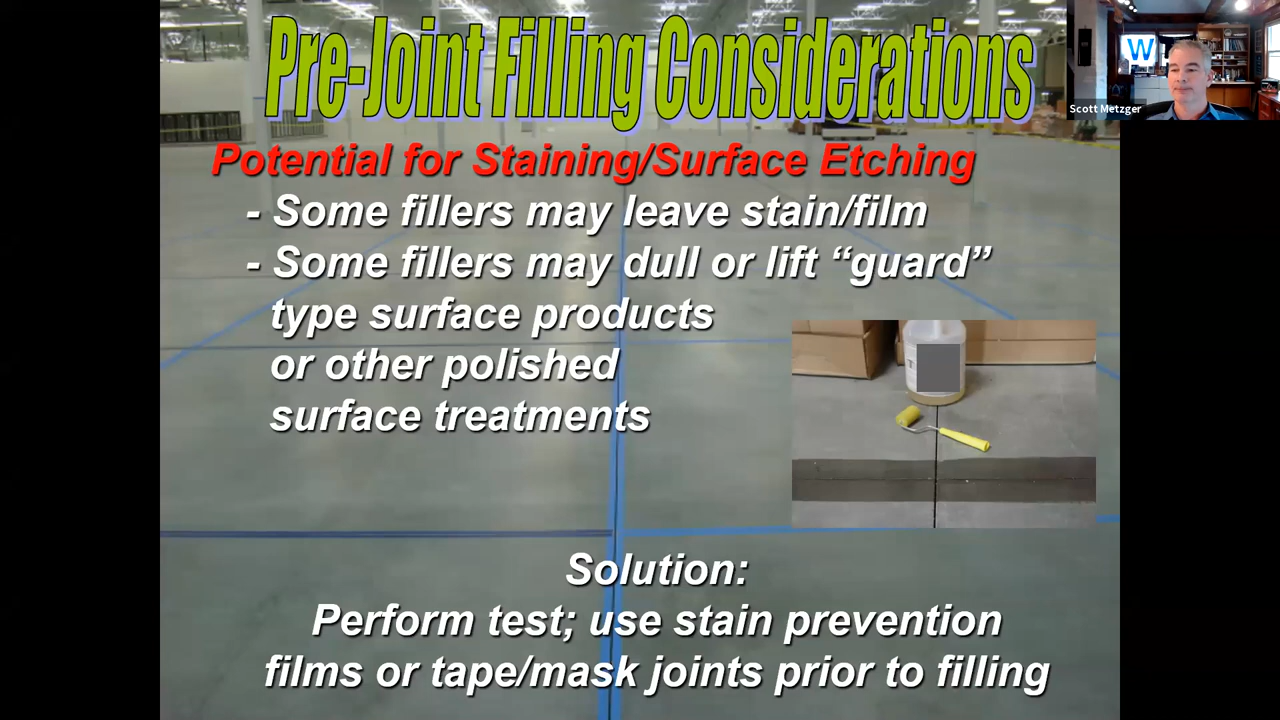 Pre-Joint Filling Considerations
W
Scott Metzger
Potential for Staining/Surface Etching
- Some fillers may leave stain/film
- Some fillers may dull or lift “guard”
type surface products
or other polished
surface treatments
Solution:
Perform test; use stain prevention
films or tape/mask joints prior to filling